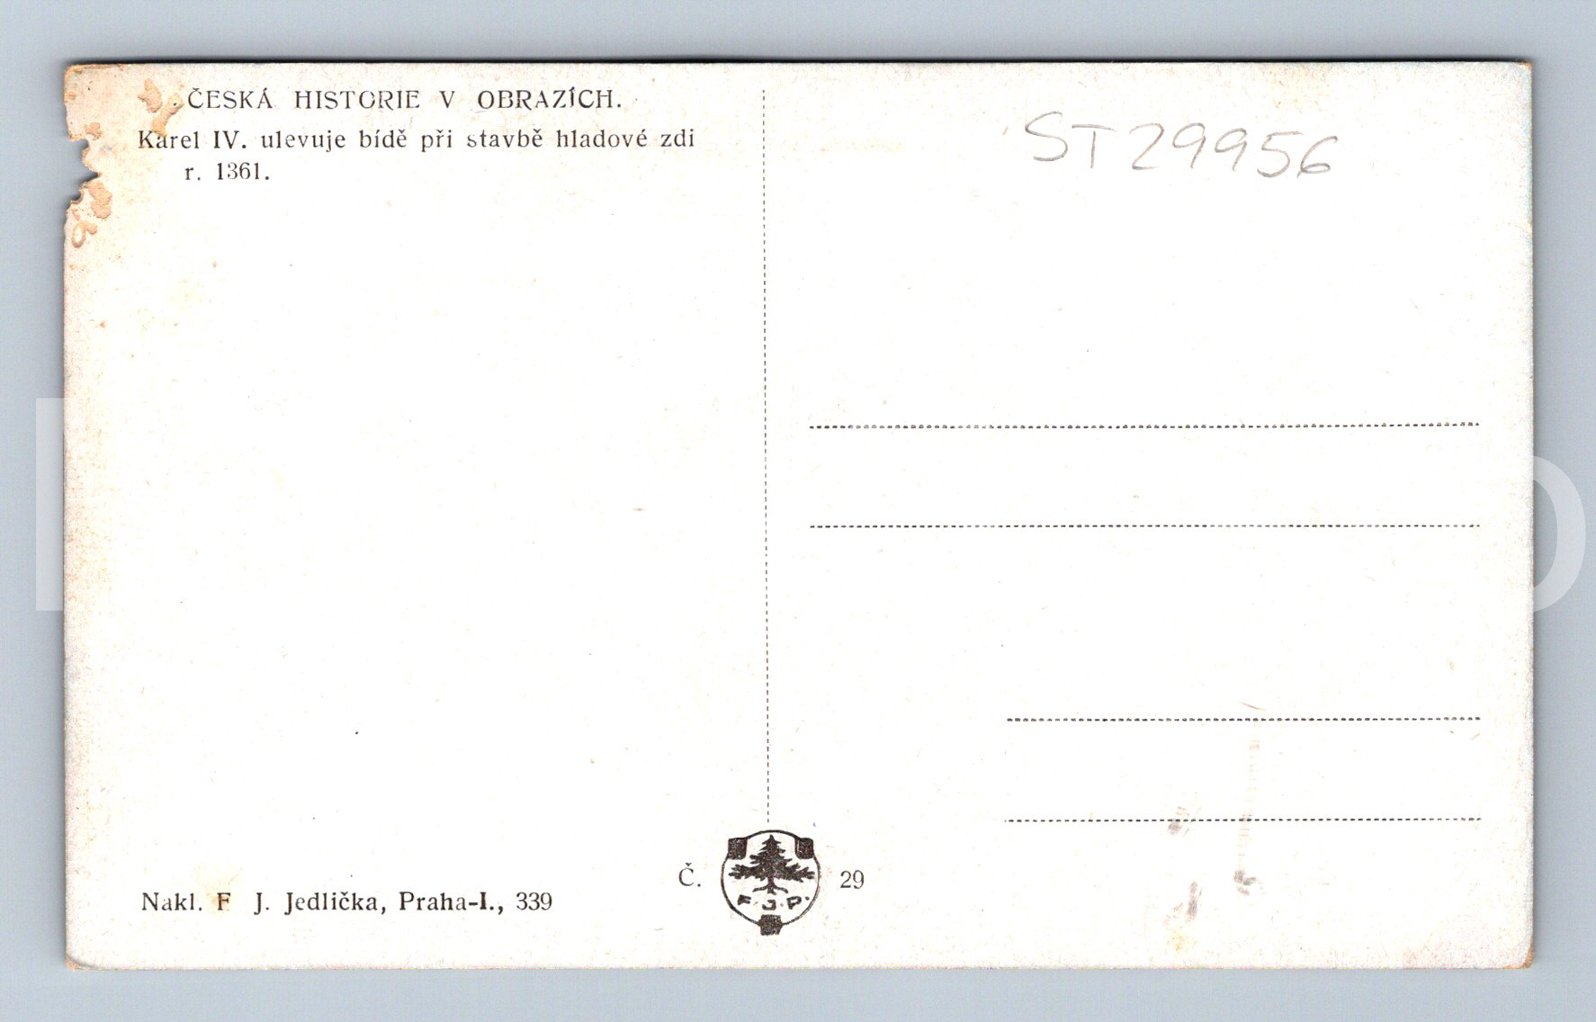 ČESKÁ HISTORIE V OBRAZÍCH.
Karel IV. ulevuje bídě při stavbě hladové zdi
r. 1361.
ST29956
Nakl. F J. Jedlička, Praha-I., 339
Č. 29
F. J. P.